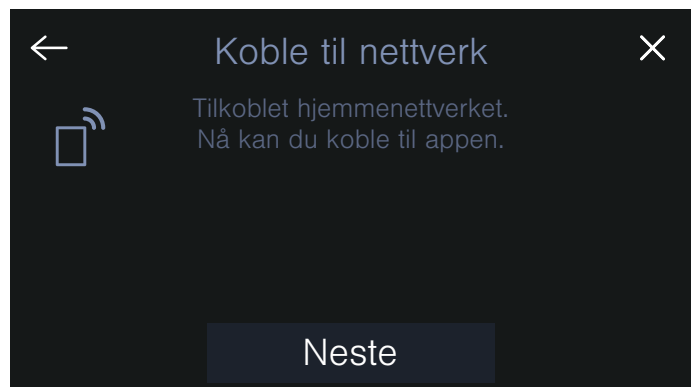 Koble til nettverk
Tilkoblet hjemmenettverket.
Nå kan du koble til appen.
Neste